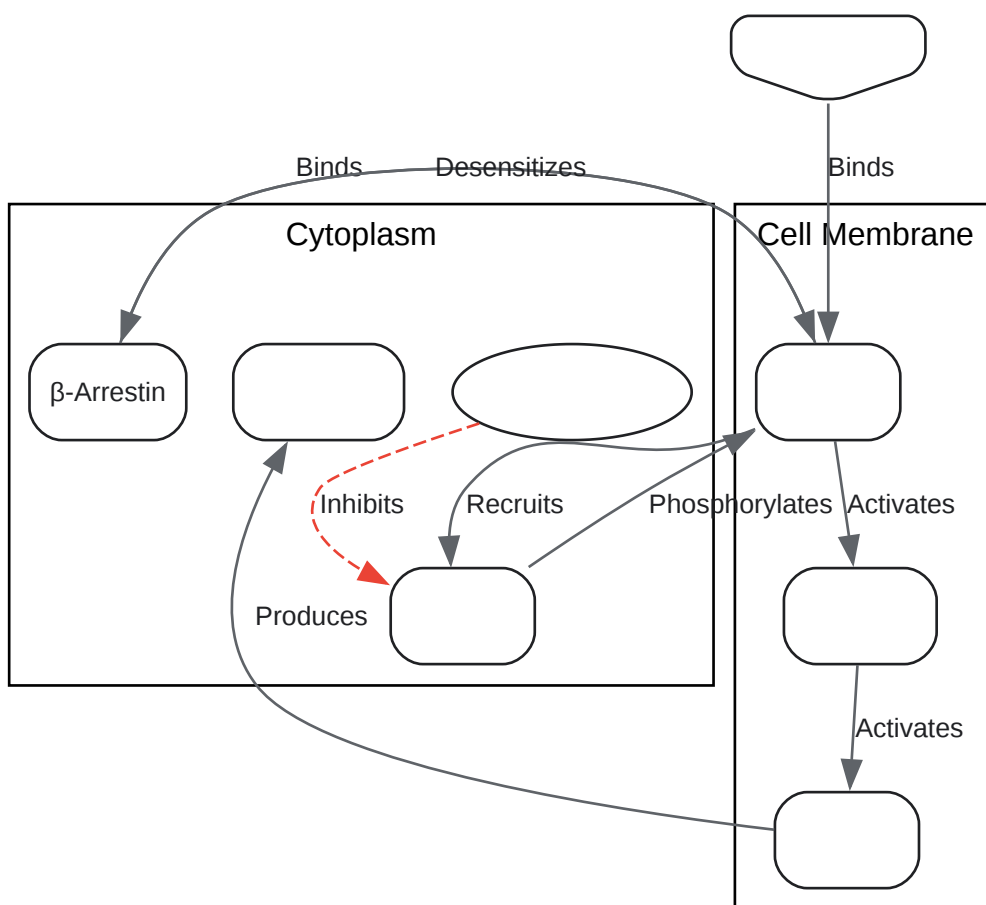 Binds
Desensitizes
Binds
Cytoplasm
Cell Membrane
β-Arrestin
Inhibits
Recruits
Phosphorylates
Activates
Produces
Activates